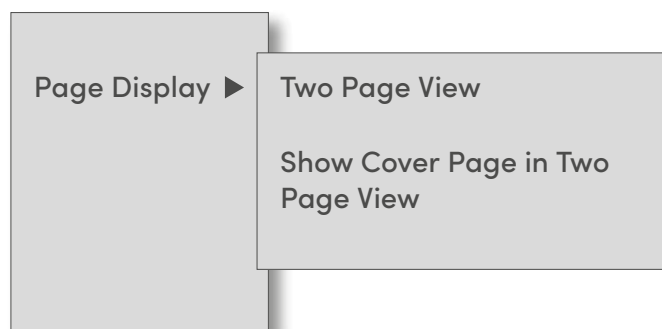 Page Display ▶
Two Page View
Show Cover Page in Two
Page View